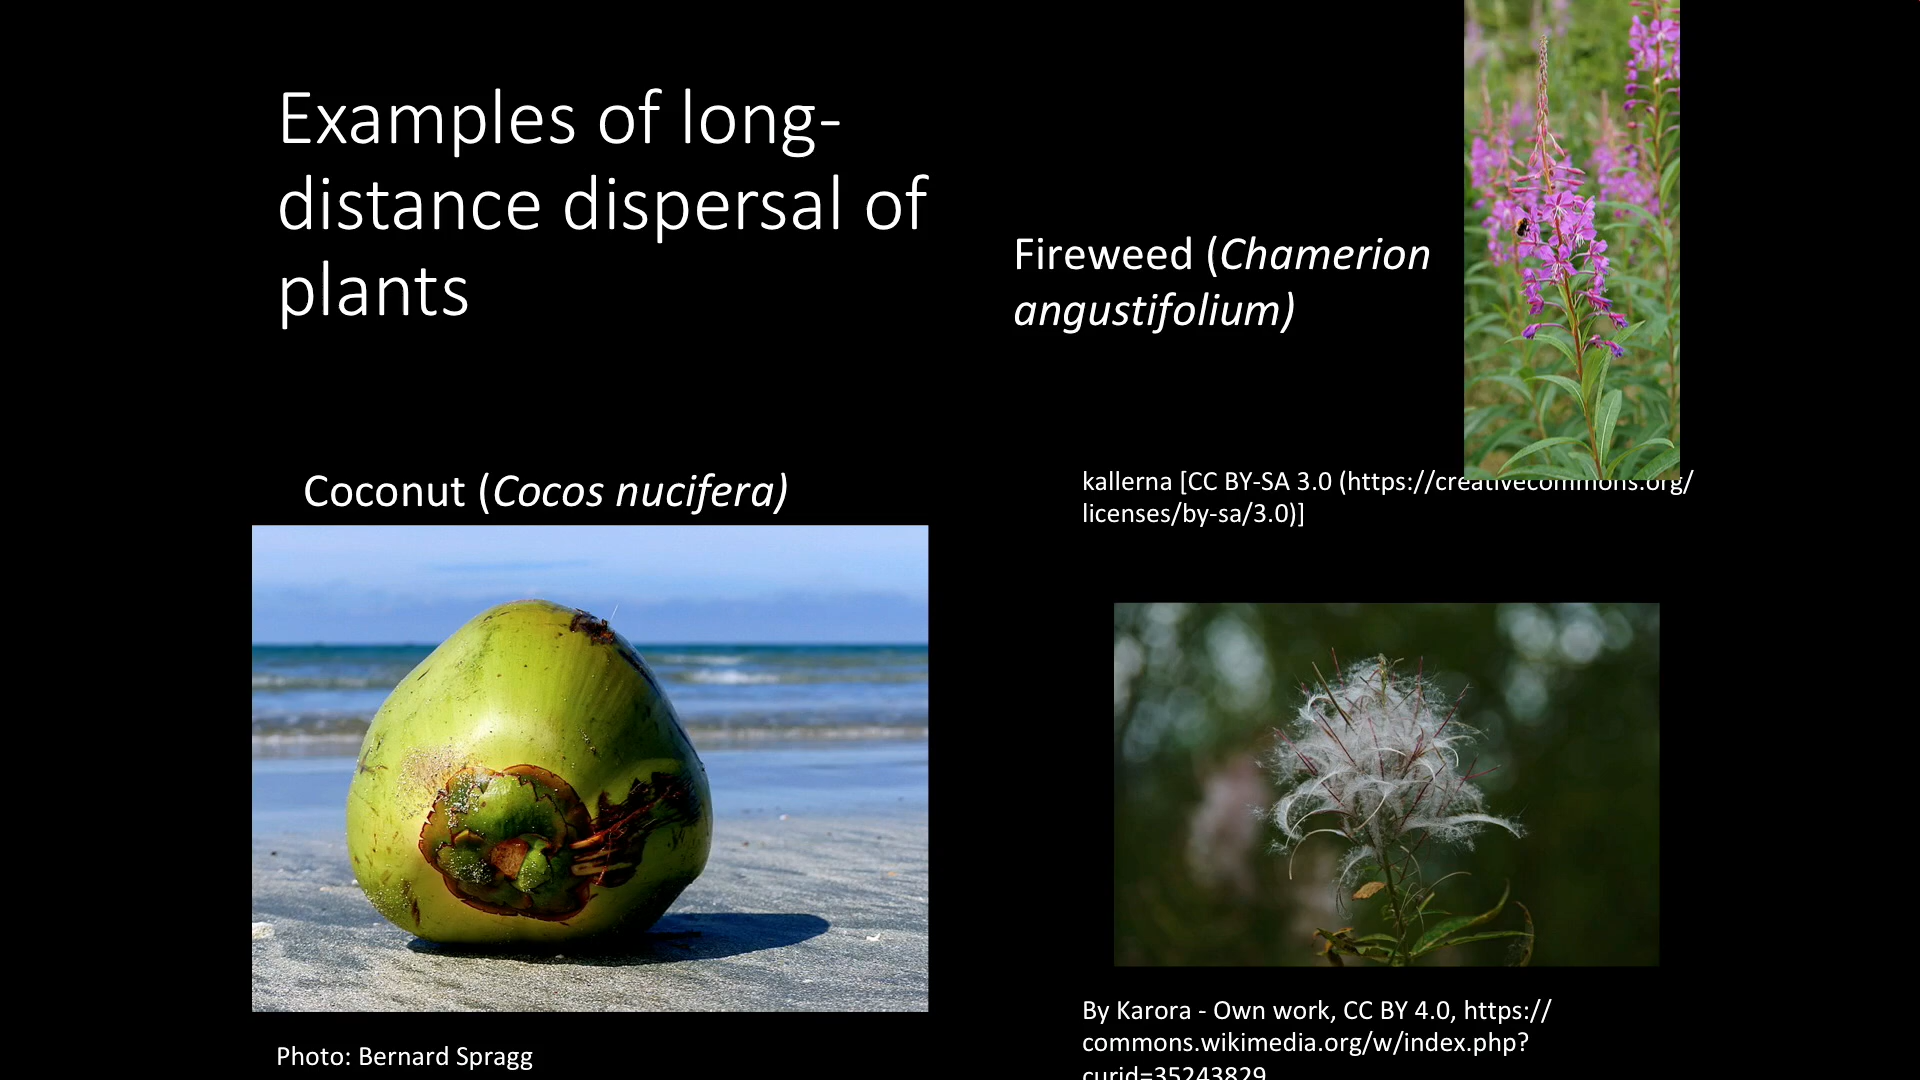 Examples of long-
distance dispersal of
plants
Fireweed (Chamerion
angustifolium)
Coconut (Cocos nucifera)
kallerna [CC BY-SA 3.0 (https://creativecommons.org/
licenses/by-sa/3.0)]
Photo: Bernard Spragg
By Karora - Own work, CC BY 4.0, https://
commons.wikimedia.org/w/index.php?
curid=35243829